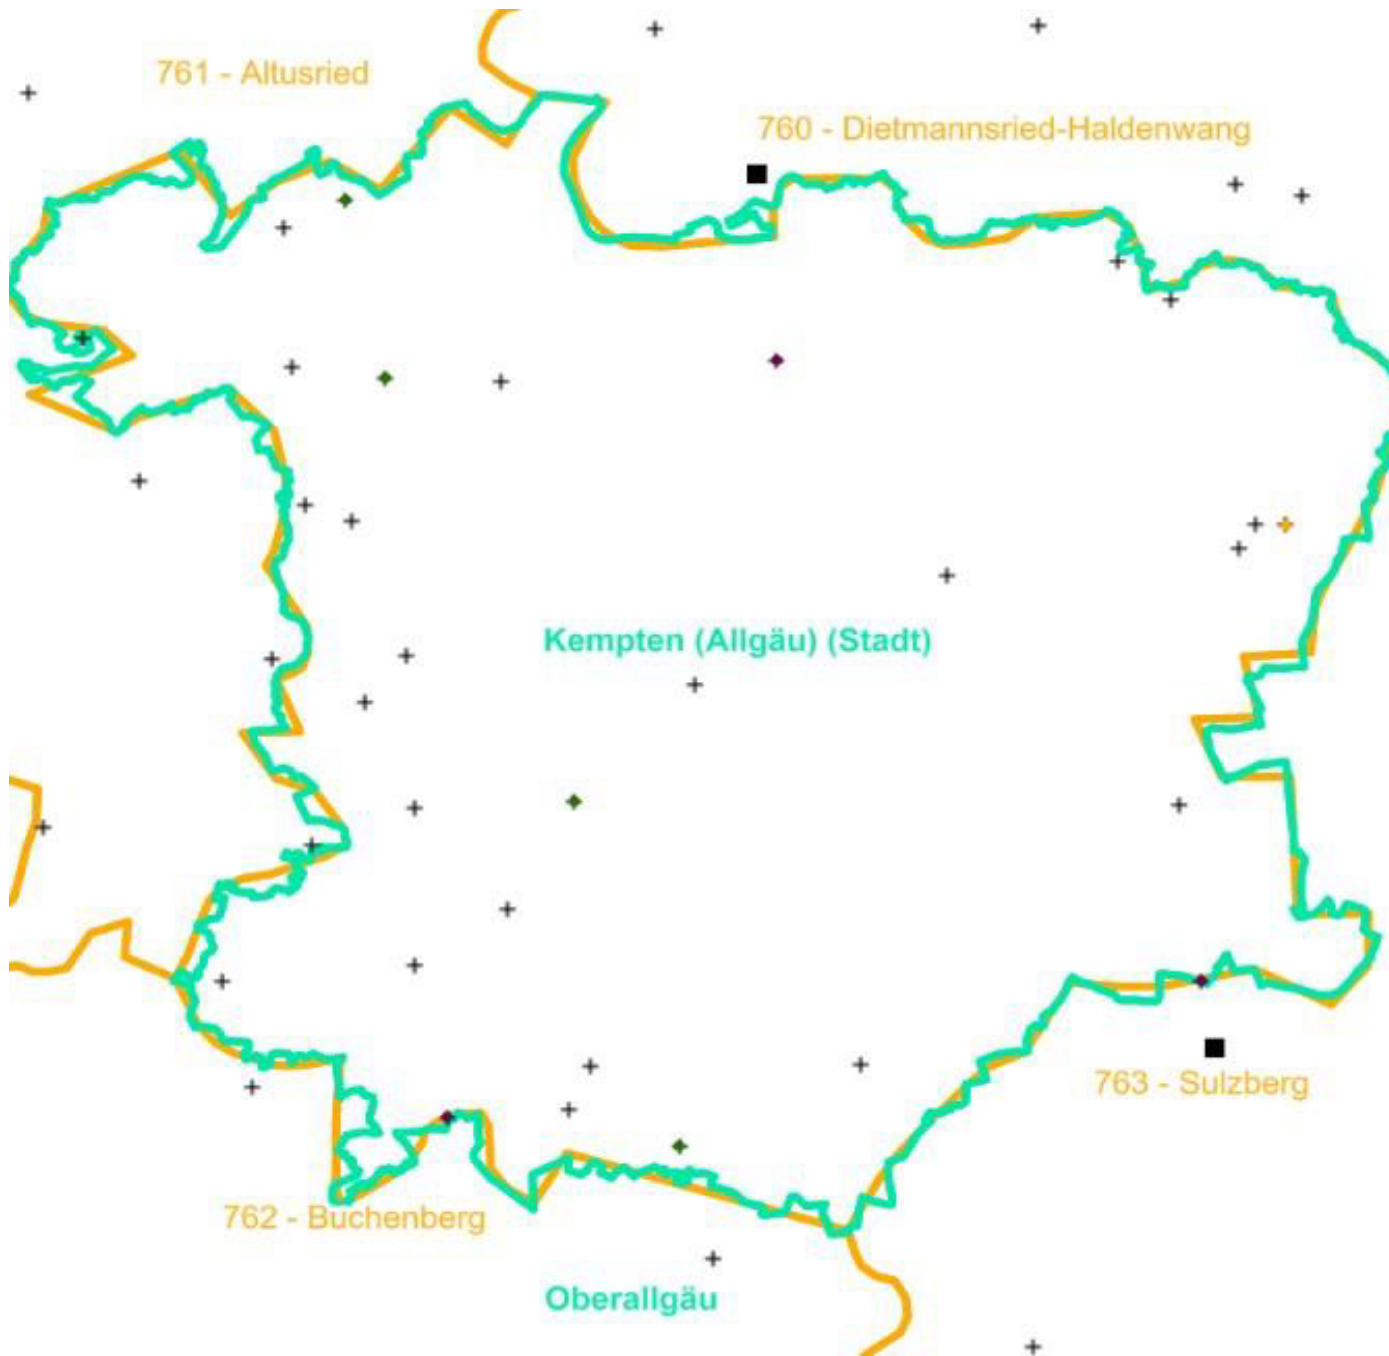 761 - Altusried
760 - Dietmannsried-Haldenwang
Kempten (Allgäu) (Stadt)
763 - Sulzberg
762 - Buchenberg
Oberallgäu